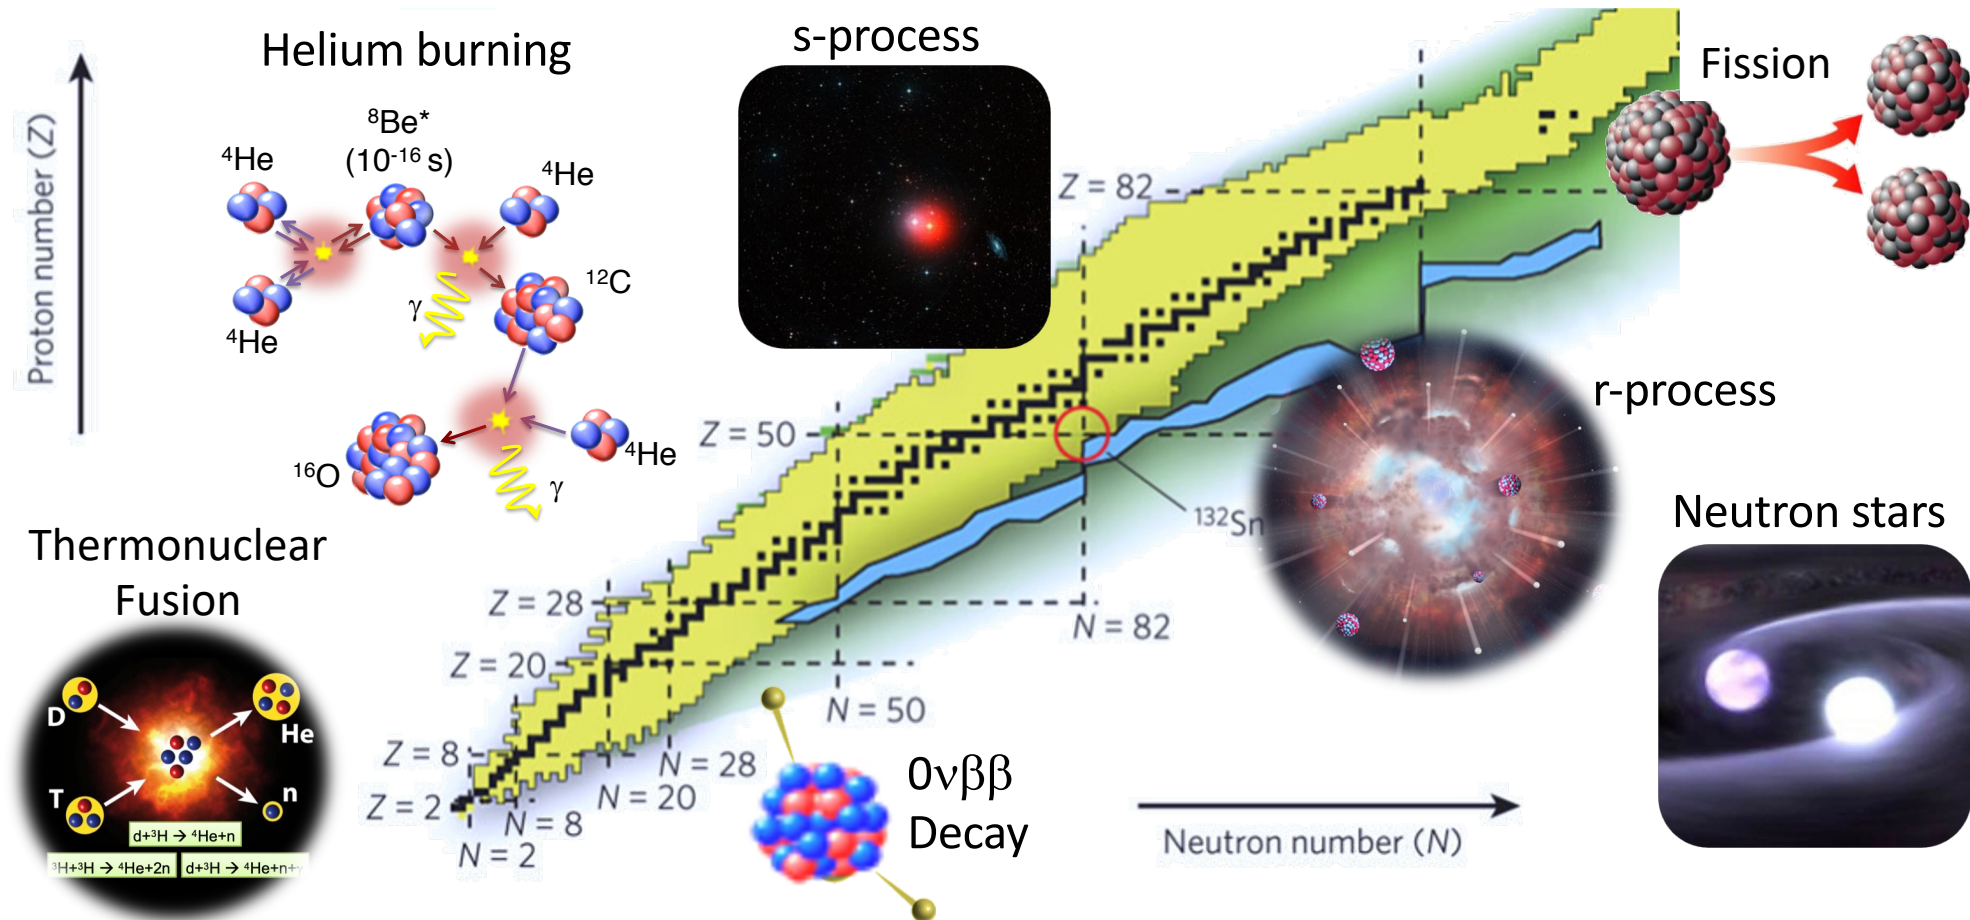 Helium burning
s-process
Fission
Proton number (Z)
⁸Be*
(10⁻¹⁶ s)
⁴He
⁴He
⁴He
γ
¹²C
¹⁶O
⁴He
γ
Z = 82
Z = 50
Z = 28
Z = 20
Z = 8
Z = 2
N = 2
N = 8
N = 20
N = 28
N = 50
N = 82
¹³²Sn
r-process
Neutron stars
Thermonuclear
Fusion
D
He
T
n
d+³H → ⁴He+n
³H+³H → ⁴He+2n
d+³H → ⁴He+n+γ
0νββ
Decay
Neutron number (N)